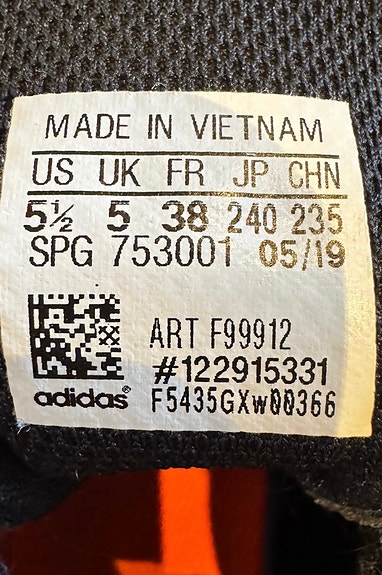 MADE IN VIETNAM
US UK FR JP CHN
5½ 5 38 240 235
SPG 753001 05/19
ART F99912
#122915331
adidas® F5435GXw00366